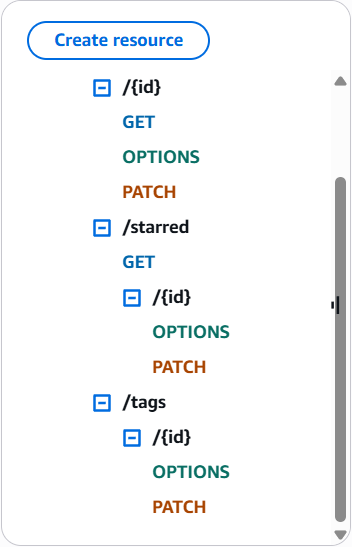 Create resource
/{id}
GET
OPTIONS
PATCH
/starred
GET
/{id}
OPTIONS
PATCH
/tags
/{id}
OPTIONS
PATCH